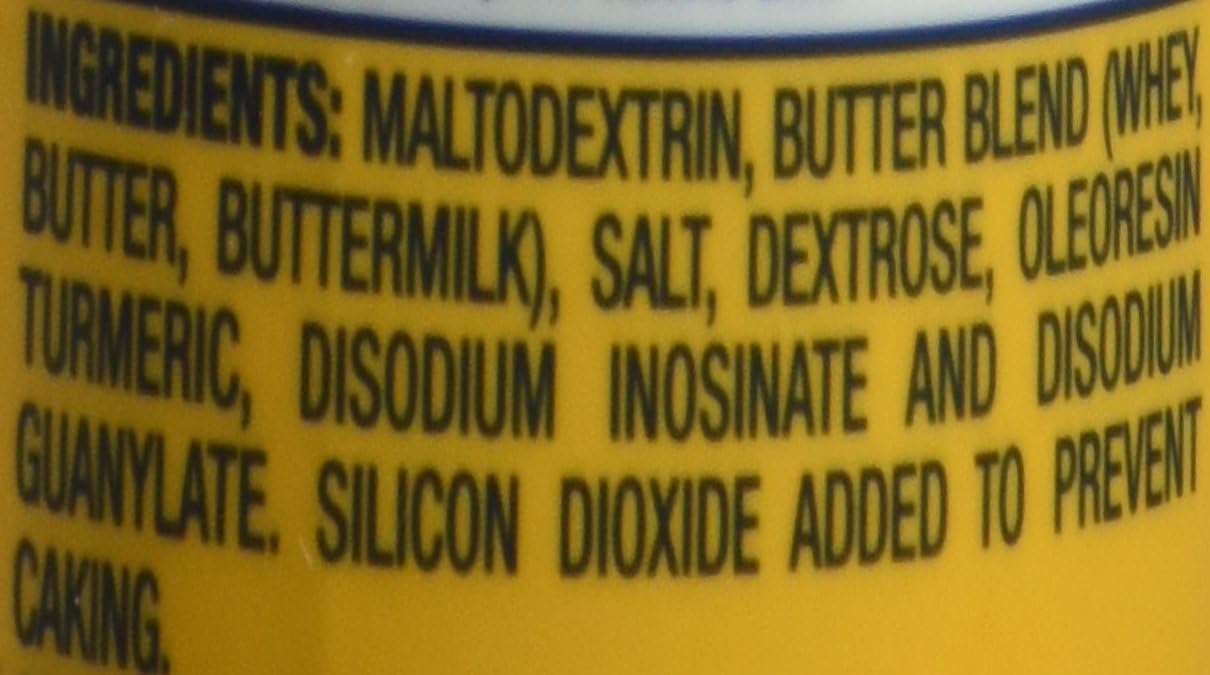 INGREDIENTS: MALTODEXTRIN, BUTTER BLEND (WHEY,
BUTTER, BUTTERMILK), SALT, DEXTROSE, OLEORESIN
TURMERIC, DISODIUM INOSINATE AND DISODIUM
GUANYLATE. SILICON DIOXIDE ADDED TO PREVENT
CAKING.